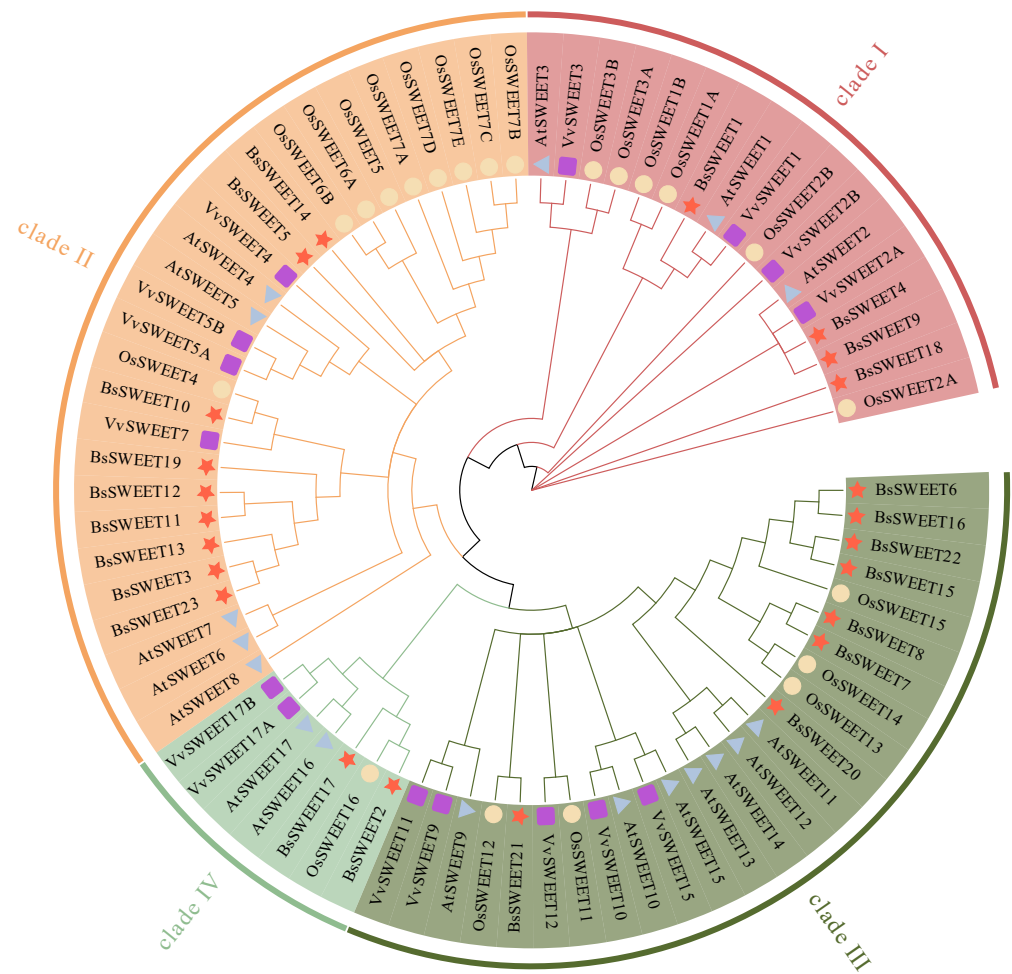 clade I
AtSWEET3
VvSWEET3
OsSWEET3B
OsSWEET3A
OsSWEET1B
OsSWEET1A
BsSWEET1
AtSWEET1
VvSWEET1
OsSWEET2B
VvSWEET2B
AtSWEET2
VvSWEET2A
BsSWEET4
BsSWEET9
BsSWEET18
OsSWEET2A
BsSWEET6
BsSWEET16
BsSWEET22
BsSWEET15
OsSWEET15
BsSWEET8
BsSWEET7
OsSWEET14
OsSWEET13
BsSWEET20
AtSWEET11
AtSWEET12
AtSWEET14
AtSWEET13
AtSWEET15
VvSWEET15
AtSWEET10
VvSWEET10
OsSWEET11
VvSWEET12
BsSWEET21
OsSWEET12
AtSWEET9
VvSWEET9
VvSWEET11
clade III
BsSWEET2
OsSWEET16
BsSWEET17
AtSWEET16
AtSWEET17
VvSWEET17A
VvSWEET17B
clade IV
AtSWEET8
AtSWEET6
AtSWEET7
BsSWEET23
BsSWEET3
BsSWEET13
BsSWEET11
BsSWEET12
BsSWEET19
VvSWEET7
BsSWEET10
OsSWEET4
VvSWEET5A
VvSWEET5B
AtSWEET5
AtSWEET4
VvSWEET4
BsSWEET5
BsSWEET14
OsSWEET6B
OsSWEET6A
OsSWEET5
OsSWEET7A
OsSWEET7D
OsSWEET7E
OsSWEET7C
OsSWEET7B
clade II